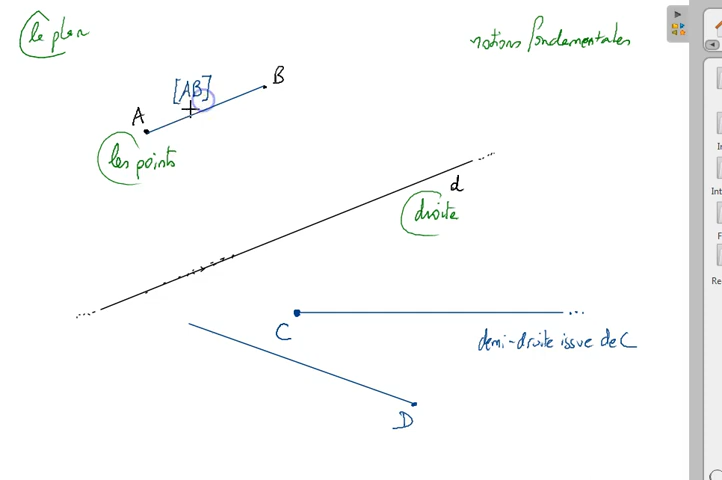 le plan
notions fondamentales
[AB]
B
A
les points
d
droite
C
demi-droite issue de C
D